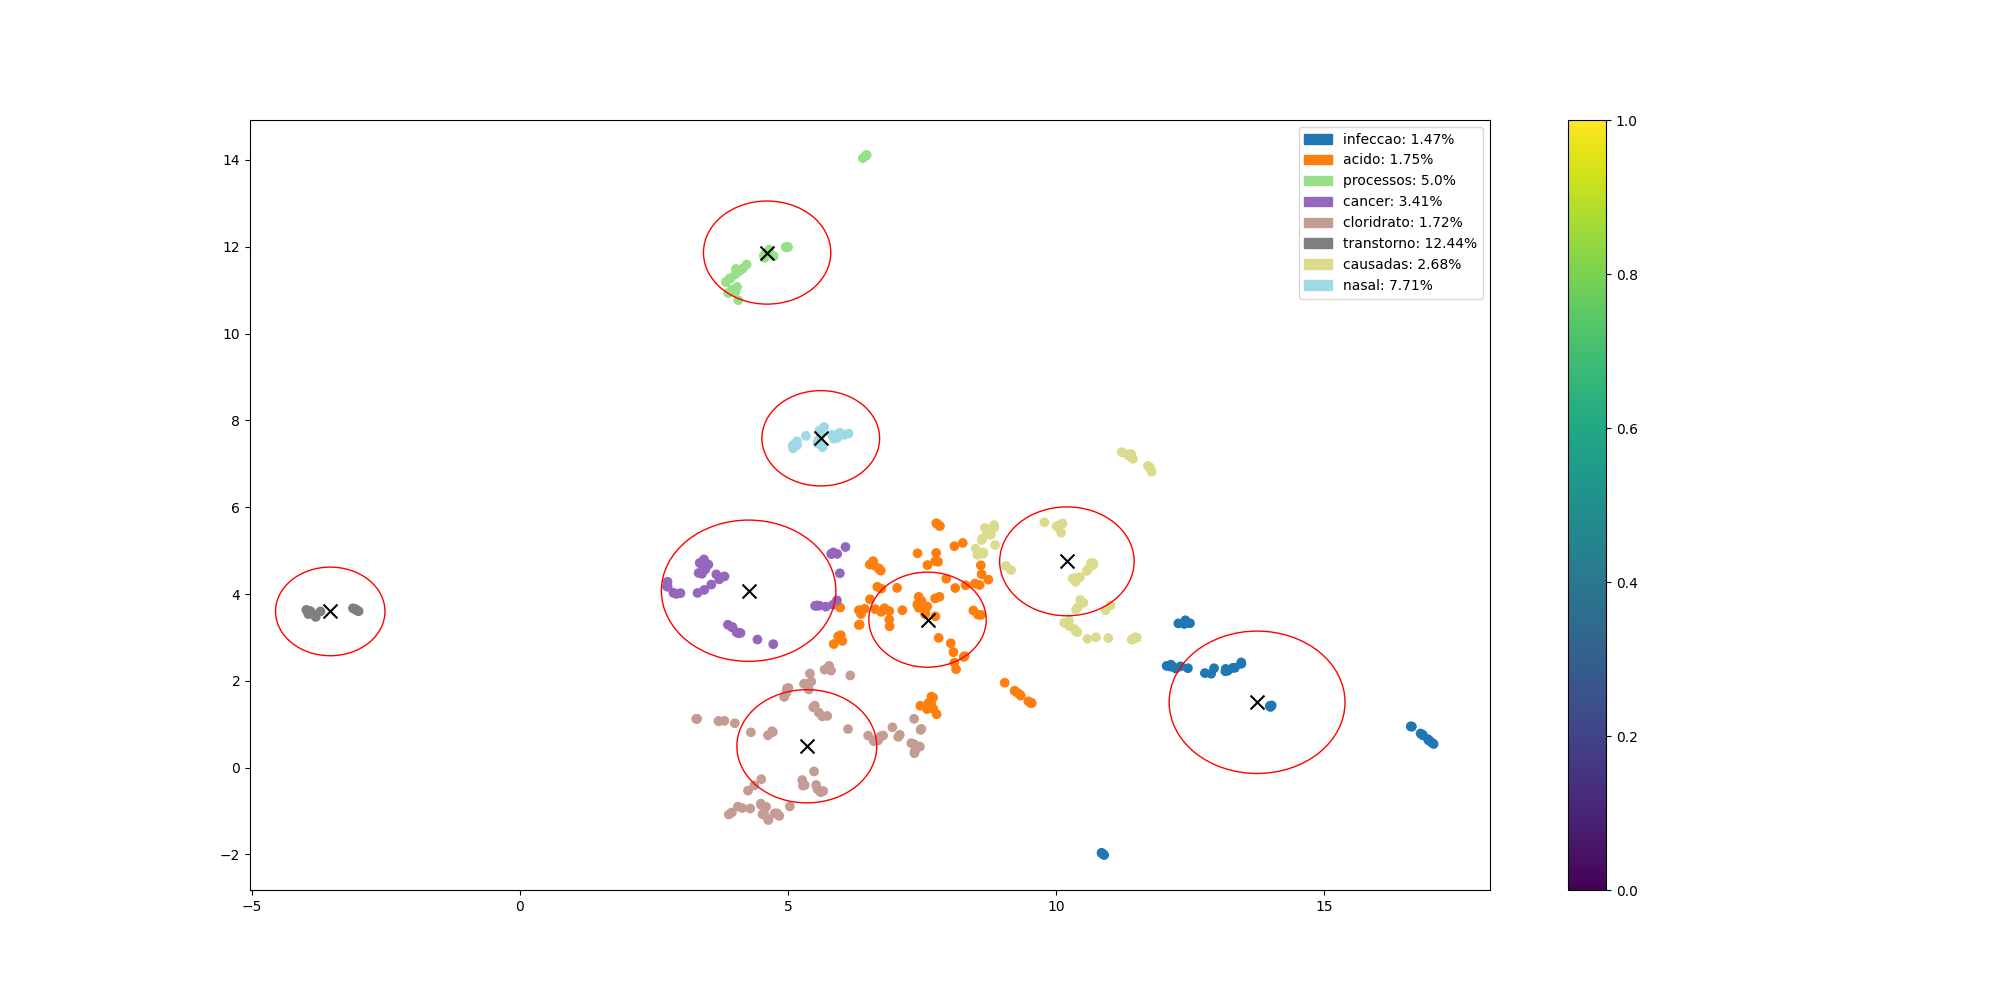 infeccao: 1.47%
acido: 1.75%
processos: 5.0%
cancer: 3.41%
cloridrato: 1.72%
transtorno: 12.44%
causadas: 2.68%
nasal: 7.71%
14
12
10
8
6
4
2
0
−2
−5
0
5
10
15
1.0
0.8
0.6
0.4
0.2
0.0